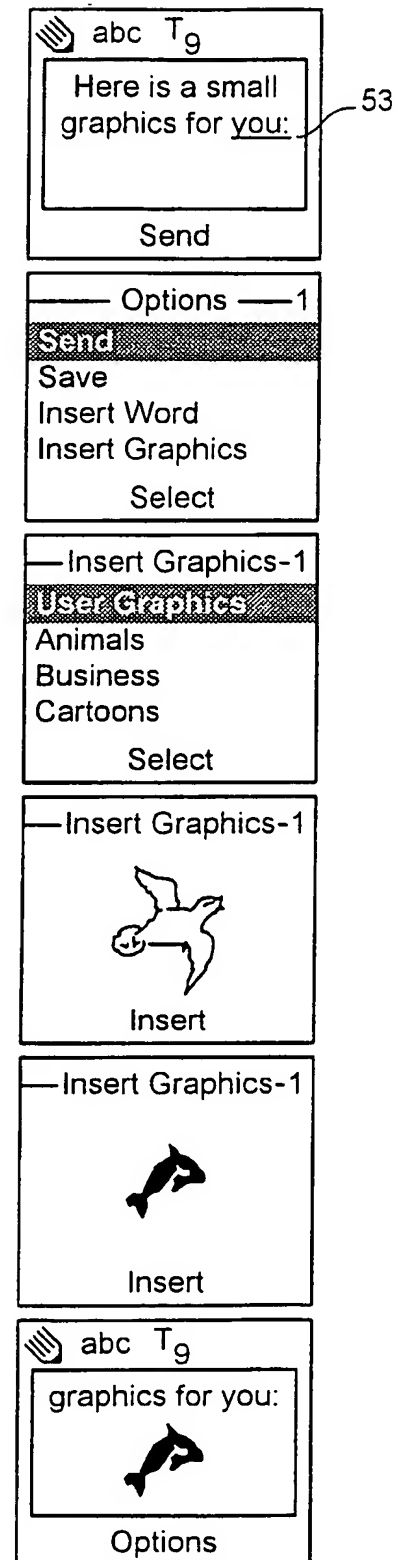 abc T9
Here is a small
graphics for you:
53
Send
Options 1
Send
Save
Insert Word
Insert Graphics
Select
Insert Graphics-1
User Graphics
Animals
Business
Cartoons
Select
Insert Graphics-1
Insert
Insert Graphics-1
Insert
abc T9
graphics for you:
Options